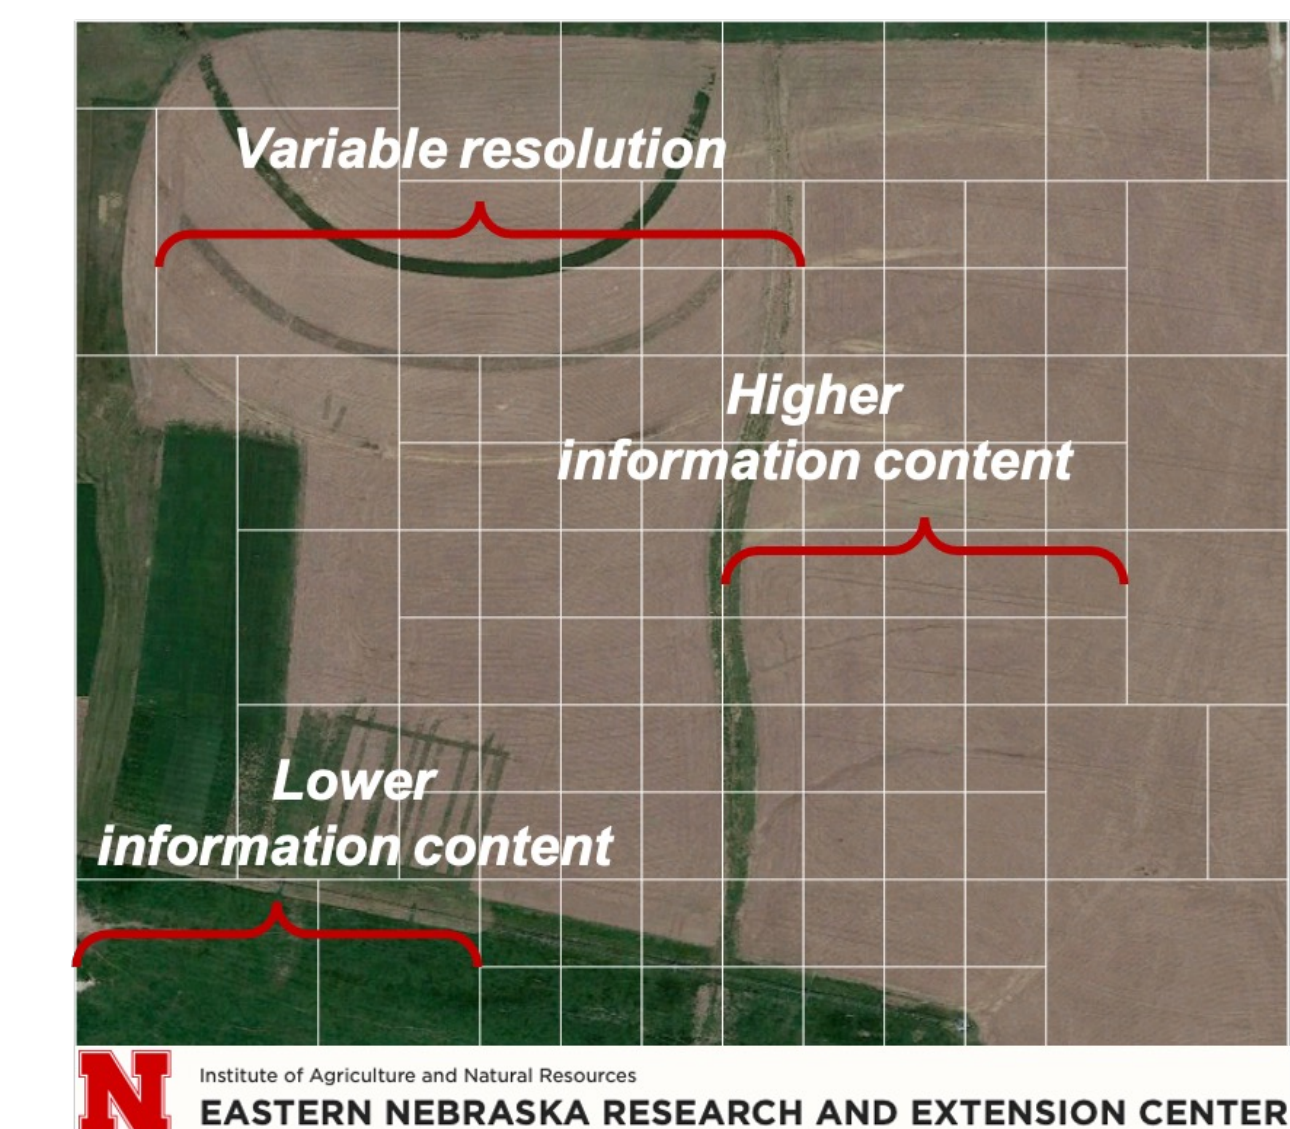 Variable resolution
Higher
information content
Lower
information content
N
Institute of Agriculture and Natural Resources
EASTERN NEBRASKA RESEARCH AND EXTENSION CENTER